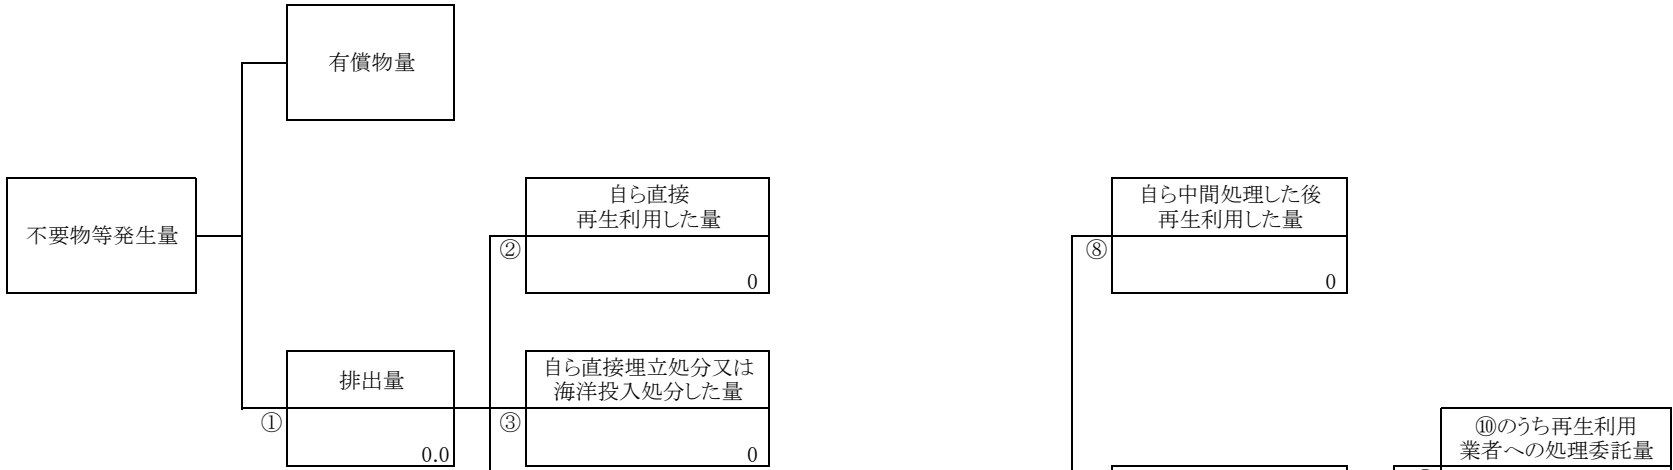 有償物量
不要物等発生量
自ら直接
再生利用した量
②
0
自ら中間処理した後
再生利用した量
⑧
0
排出量
①
0.0
自ら直接埋立処分又は
海洋投入処分した量
③
0
⑩のうち再生利用
業者への処理委託量